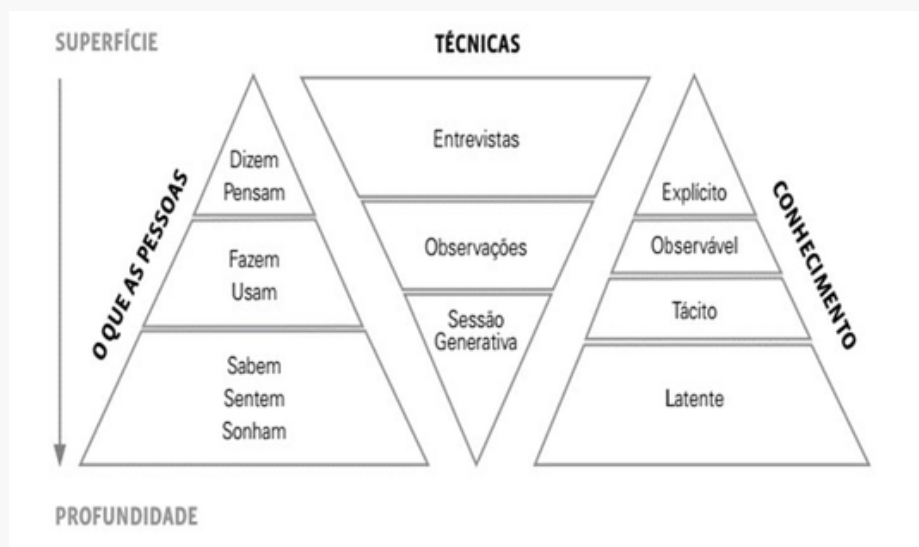 SUPERFÍCIE
TÉCNICAS
O QUE AS PESSOAS
Dizem
Pensam
Fazem
Usam
Sabem
Sentem
Sonham
Entrevistas
Observações
Sessão
Generativa
Explícito
Observável
Tácito
Latente
CONHECIMENTO
PROFUNDIDADE